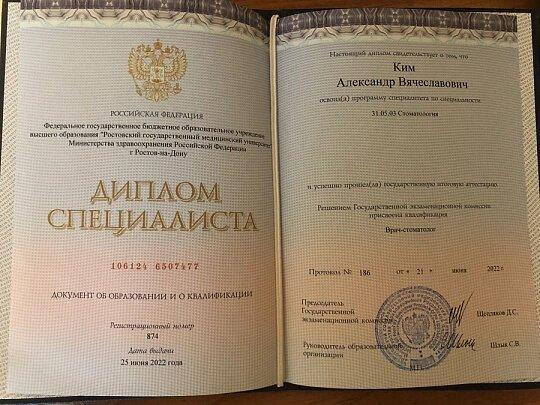 РОССИЙСКАЯ ФЕДЕРАЦИЯ
Федеральное государственное бюджетное образовательное учреждение
высшего образования "Ростовский государственный медицинский университет"
Министерства здравоохранения Российской Федерации
г Ростов-на-Дону
ДИПЛОМ
СПЕЦИАЛИСТА
106124 6507477
ДОКУМЕНТ ОБ ОБРАЗОВАНИИ И О КВАЛИФИКАЦИИ
Регистрационный номер
874
Дата выдачи
25 июня 2022 года
Настоящий диплом свидетельствует о том, что
Ким
Александр Вячеславович
освоил(а) программу специалитета по специальности
31.05.03 Стоматология
и успешно прошел(ла) государственную итоговую аттестацию
Решением Государственной экзаменационной комиссии
присвоена квалификация
Врач-стоматолог
Протокол № 186 от « 21 » июня 2022 г.
Председатель
Государственной
экзаменационной комиссии Щепляков Д.С.
Руководитель образовательной
организации Шлык С.В.
М.П.